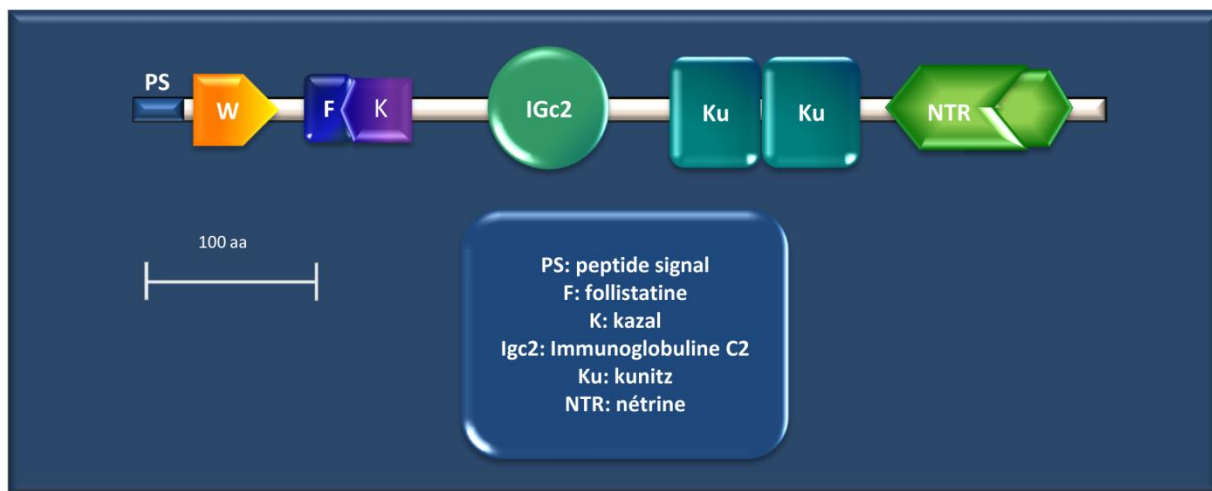 PS
W
F
K
IGc2
Ku
Ku
NTR
100 aa
PS: peptide signal
F: follistatine
K: kazal
Igc2: Immunoglobuline C2
Ku: kunitz
NTR: nétrine